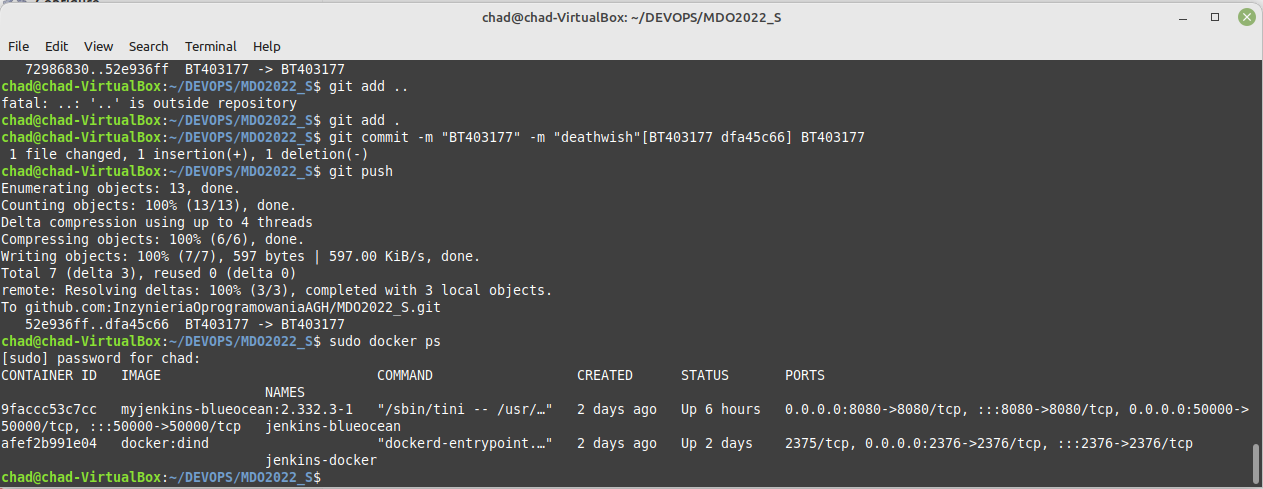 chad@chad-VirtualBox: ~/DEVOPS/MDO2022_S
File Edit View Search Terminal Help
   72986830..52e936ff  BT403177 -> BT403177
chad@chad-VirtualBox:~/DEVOPS/MDO2022_S$ git add ..
fatal: ..: '..' is outside repository
chad@chad-VirtualBox:~/DEVOPS/MDO2022_S$ git add .
chad@chad-VirtualBox:~/DEVOPS/MDO2022_S$ git commit -m "BT403177" -m "deathwish"[BT403177 dfa45c66] BT403177
 1 file changed, 1 insertion(+), 1 deletion(-)
chad@chad-VirtualBox:~/DEVOPS/MDO2022_S$ git push
Enumerating objects: 13, done.
Counting objects: 100% (13/13), done.
Delta compression using up to 4 threads
Compressing objects: 100% (6/6), done.
Writing objects: 100% (7/7), 597 bytes | 597.00 KiB/s, done.
Total 7 (delta 3), reused 0 (delta 0)
remote: Resolving deltas: 100% (3/3), completed with 3 local objects.
To github.com:InzynieriaOprogramowaniaAGH/MDO2022_S.git
   52e936ff..dfa45c66  BT403177 -> BT403177
chad@chad-VirtualBox:~/DEVOPS/MDO2022_S$ sudo docker ps
[sudo] password for chad:
CONTAINER ID   IMAGE                           COMMAND                  CREATED      STATUS       PORTS
                                 NAMES
9faccc53c7cc   myjenkins-blueocean:2.332.3-1   "/sbin/tini -- /usr/…"   2 days ago   Up 6 hours   0.0.0.0:8080->8080/tcp, :::8080->8080/tcp, 0.0.0.0:50000->
50000/tcp, :::50000->50000/tcp   jenkins-blueocean
afef2b991e04   docker:dind                     "dockerd-entrypoint.…"   2 days ago   Up 2 days    2375/tcp, 0.0.0.0:2376->2376/tcp, :::2376->2376/tcp
                                 jenkins-docker
chad@chad-VirtualBox:~/DEVOPS/MDO2022_S$